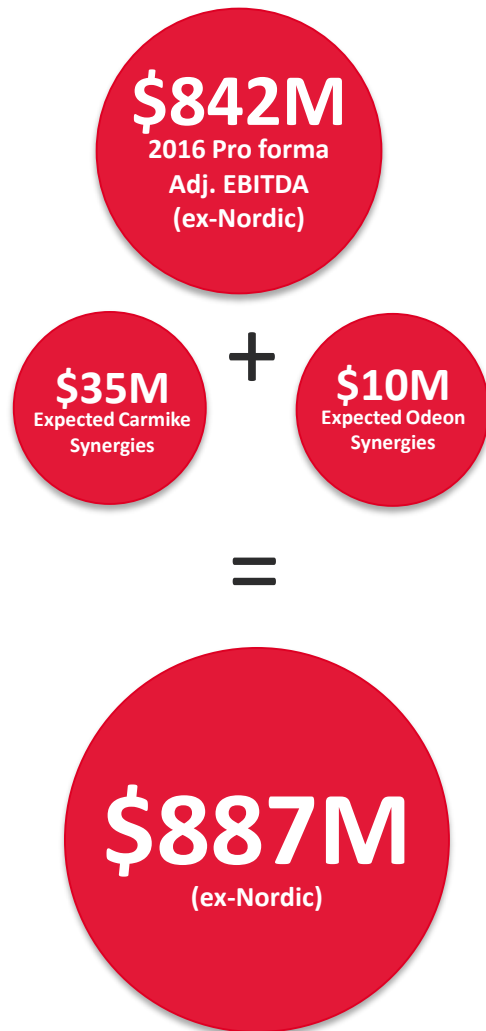 $842M
2016 Pro forma
Adj. EBITDA
(ex-Nordic)
+
$35M
Expected Carmike
Synergies
$10M
Expected Odeon
Synergies
=
$887M
(ex-Nordic)